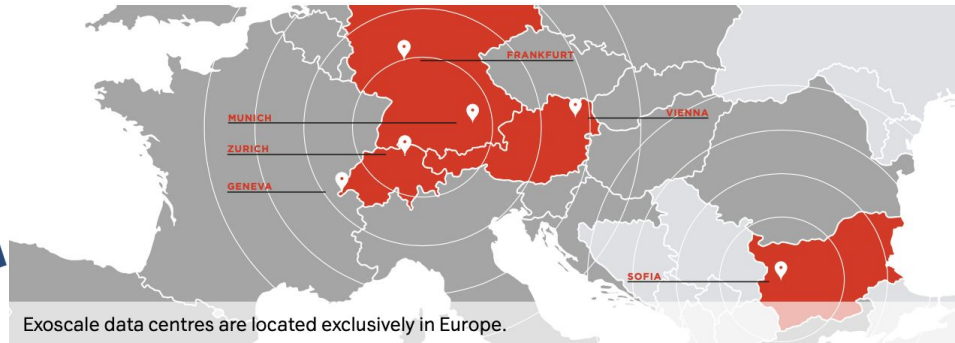 FRANKFURT
MUNICH
VIENNA
ZURICH
GENEVA
SOFIA
Exoscale data centres are located exclusively in Europe.